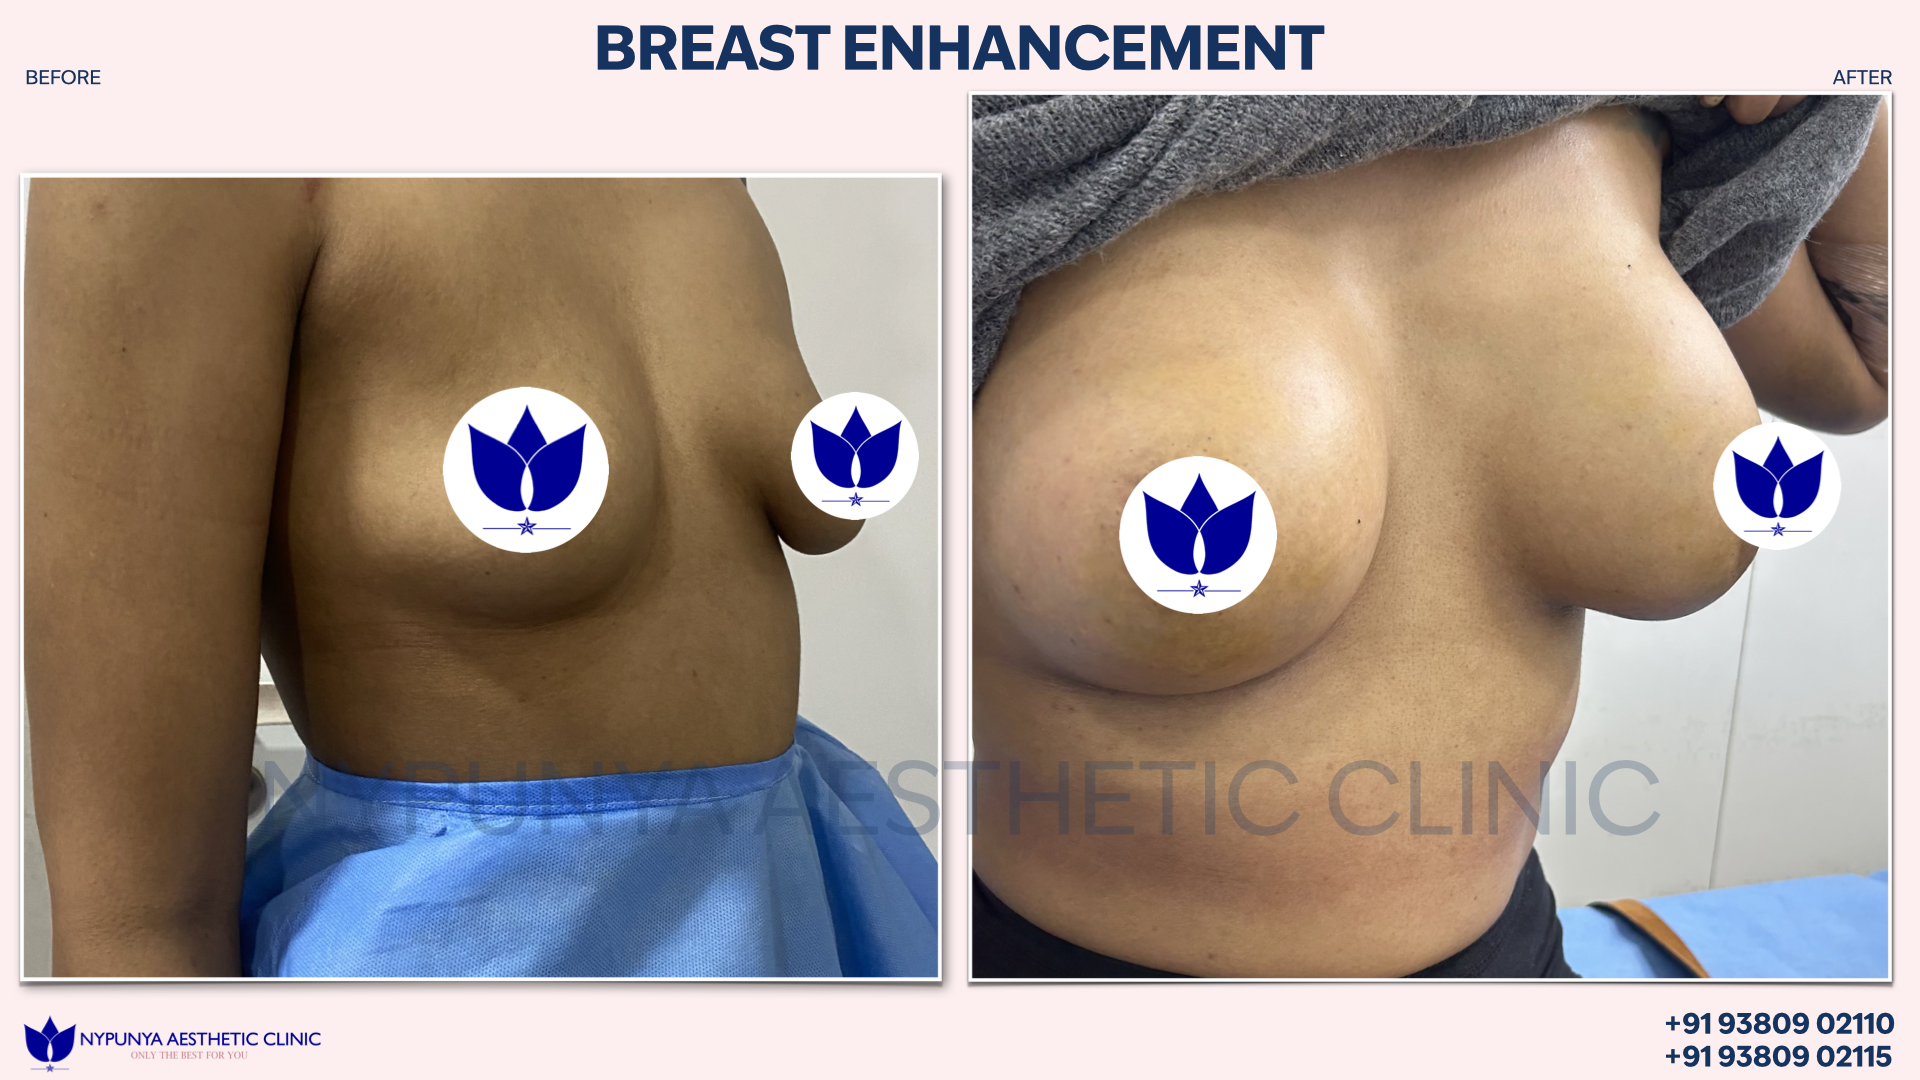 BREAST ENHANCEMENT
BEFORE
AFTER
NYPUNYA AESTHETIC CLINIC
NYPUNYA AESTHETIC CLINIC
ONLY THE BEST FOR YOU
+91 93809 02110
+91 93809 02115